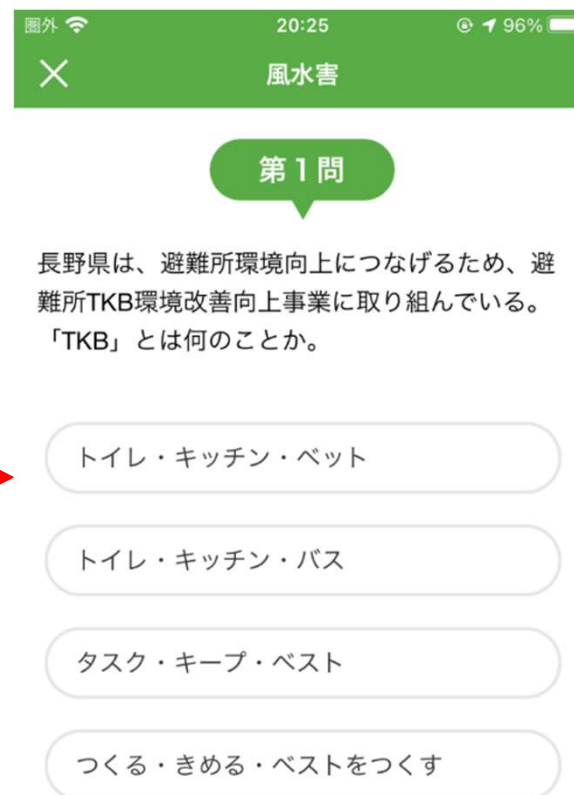 圏外 20:25 96%
風水害
第1問
長野県は、避難所環境向上につなげるため、避
難所TKB環境改善向上事業に取り組んでいる。
「TKB」とは何のことか。
トイレ・キッチン・ベット
トイレ・キッチン・バス
タスク・キープ・ベスト
つくる・きめる・ベストをつくす